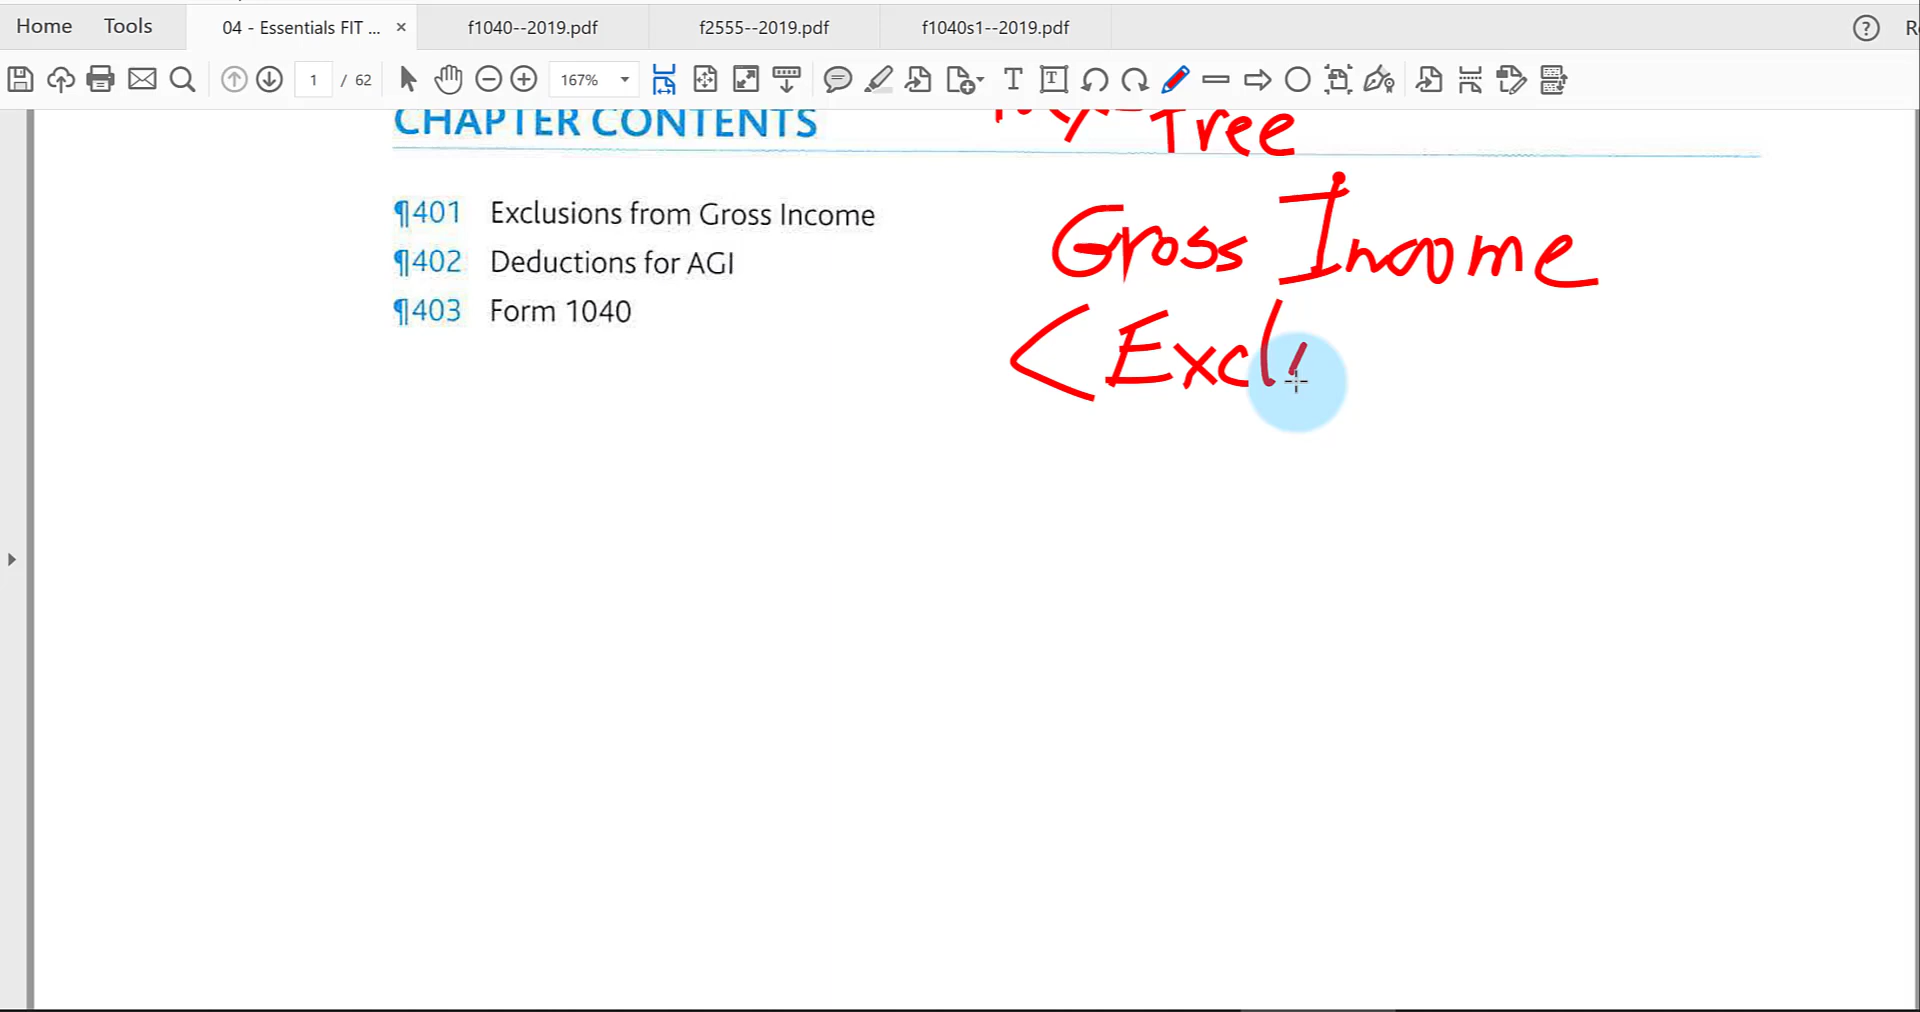 Home Tools 04 - Essentials FIT ... × f1040--2019.pdf f2555--2019.pdf f1040s1--2019.pdf ?
1 / 62 167% T T
CHAPTER CONTENTS
Tree
¶401 Exclusions from Gross Income
Gross Income
¶402 Deductions for AGI
¶403 Form 1040
<Excl